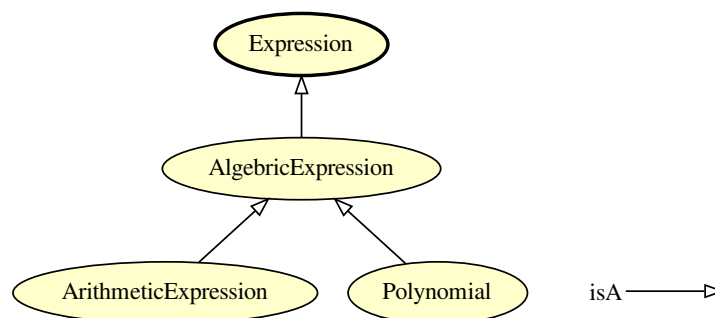 Expression
AlgebricExpression
ArithmeticExpression
Polynomial
isA